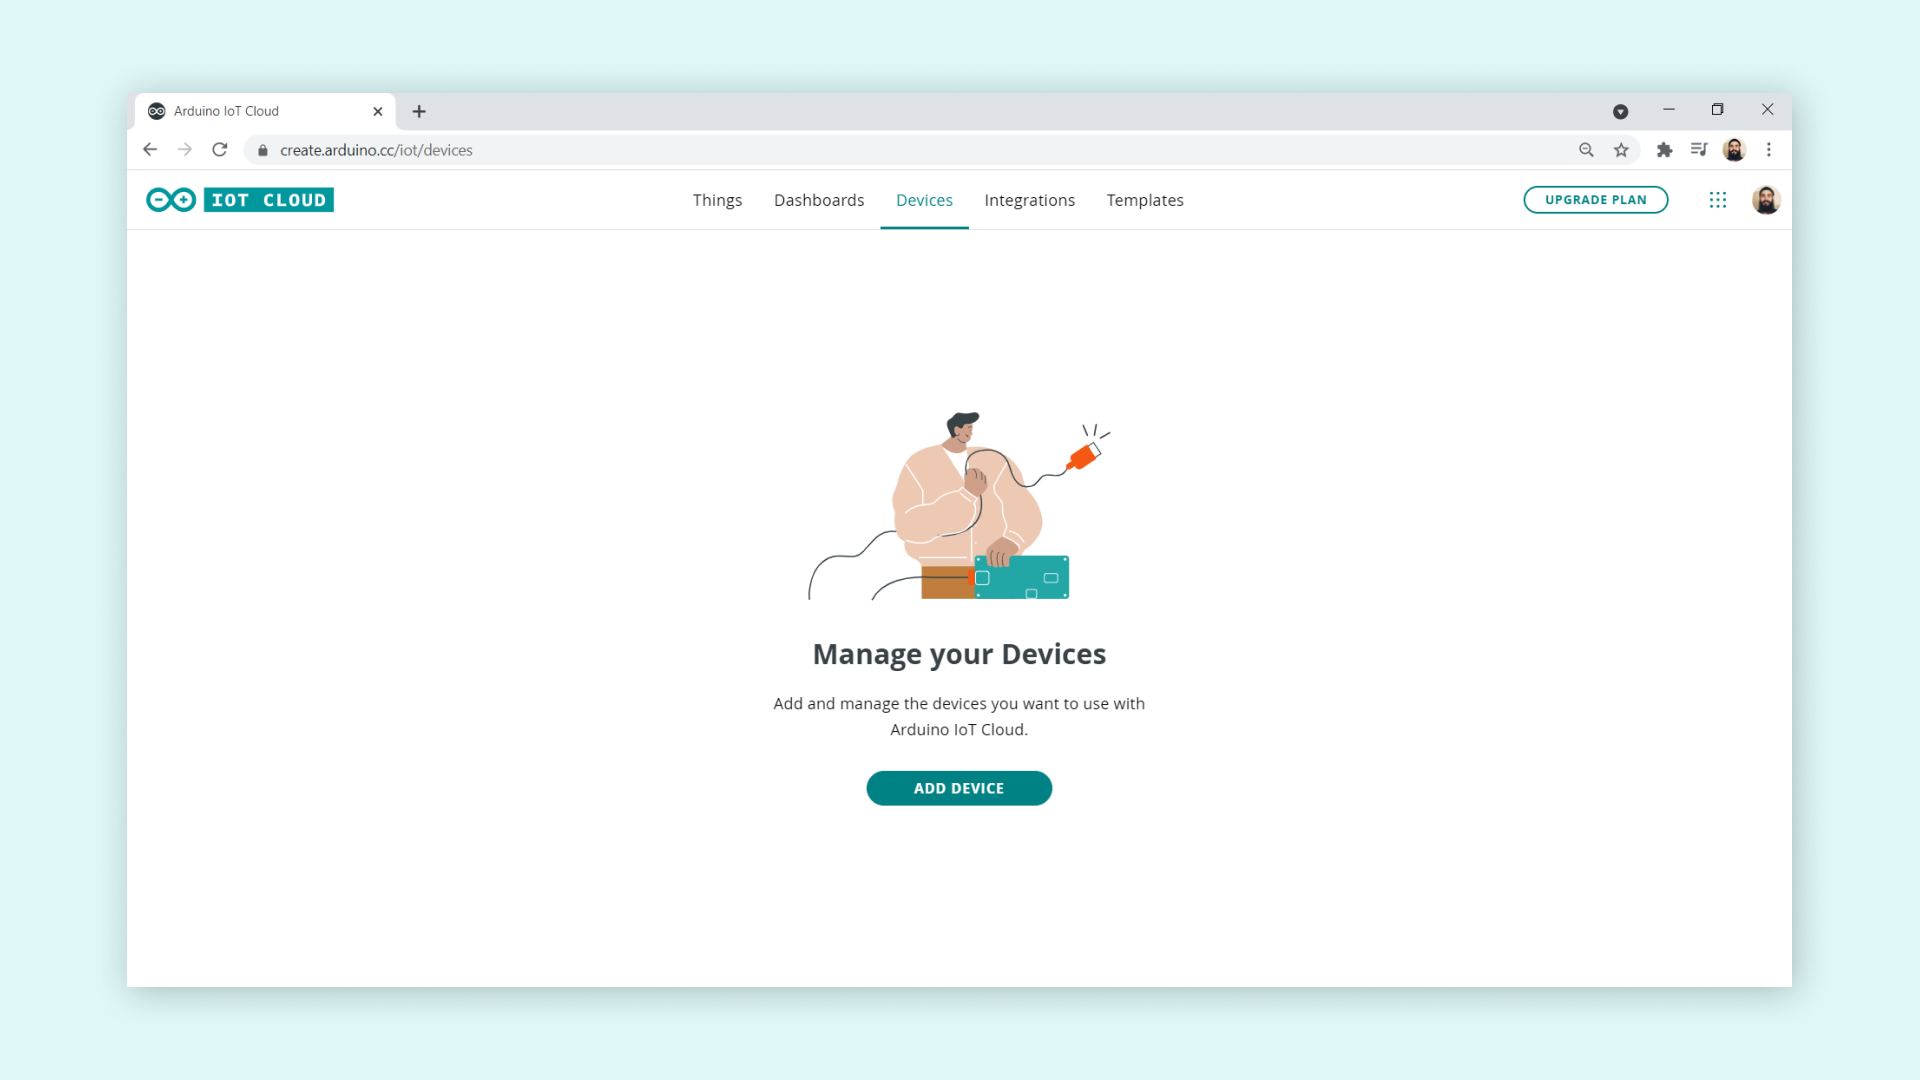 Arduino IoT Cloud
create.arduino.cc/iot/devices
IOT CLOUD
Things
Dashboards
Devices
Integrations
Templates
UPGRADE PLAN
Manage your Devices
Add and manage the devices you want to use with
Arduino IoT Cloud.
ADD DEVICE